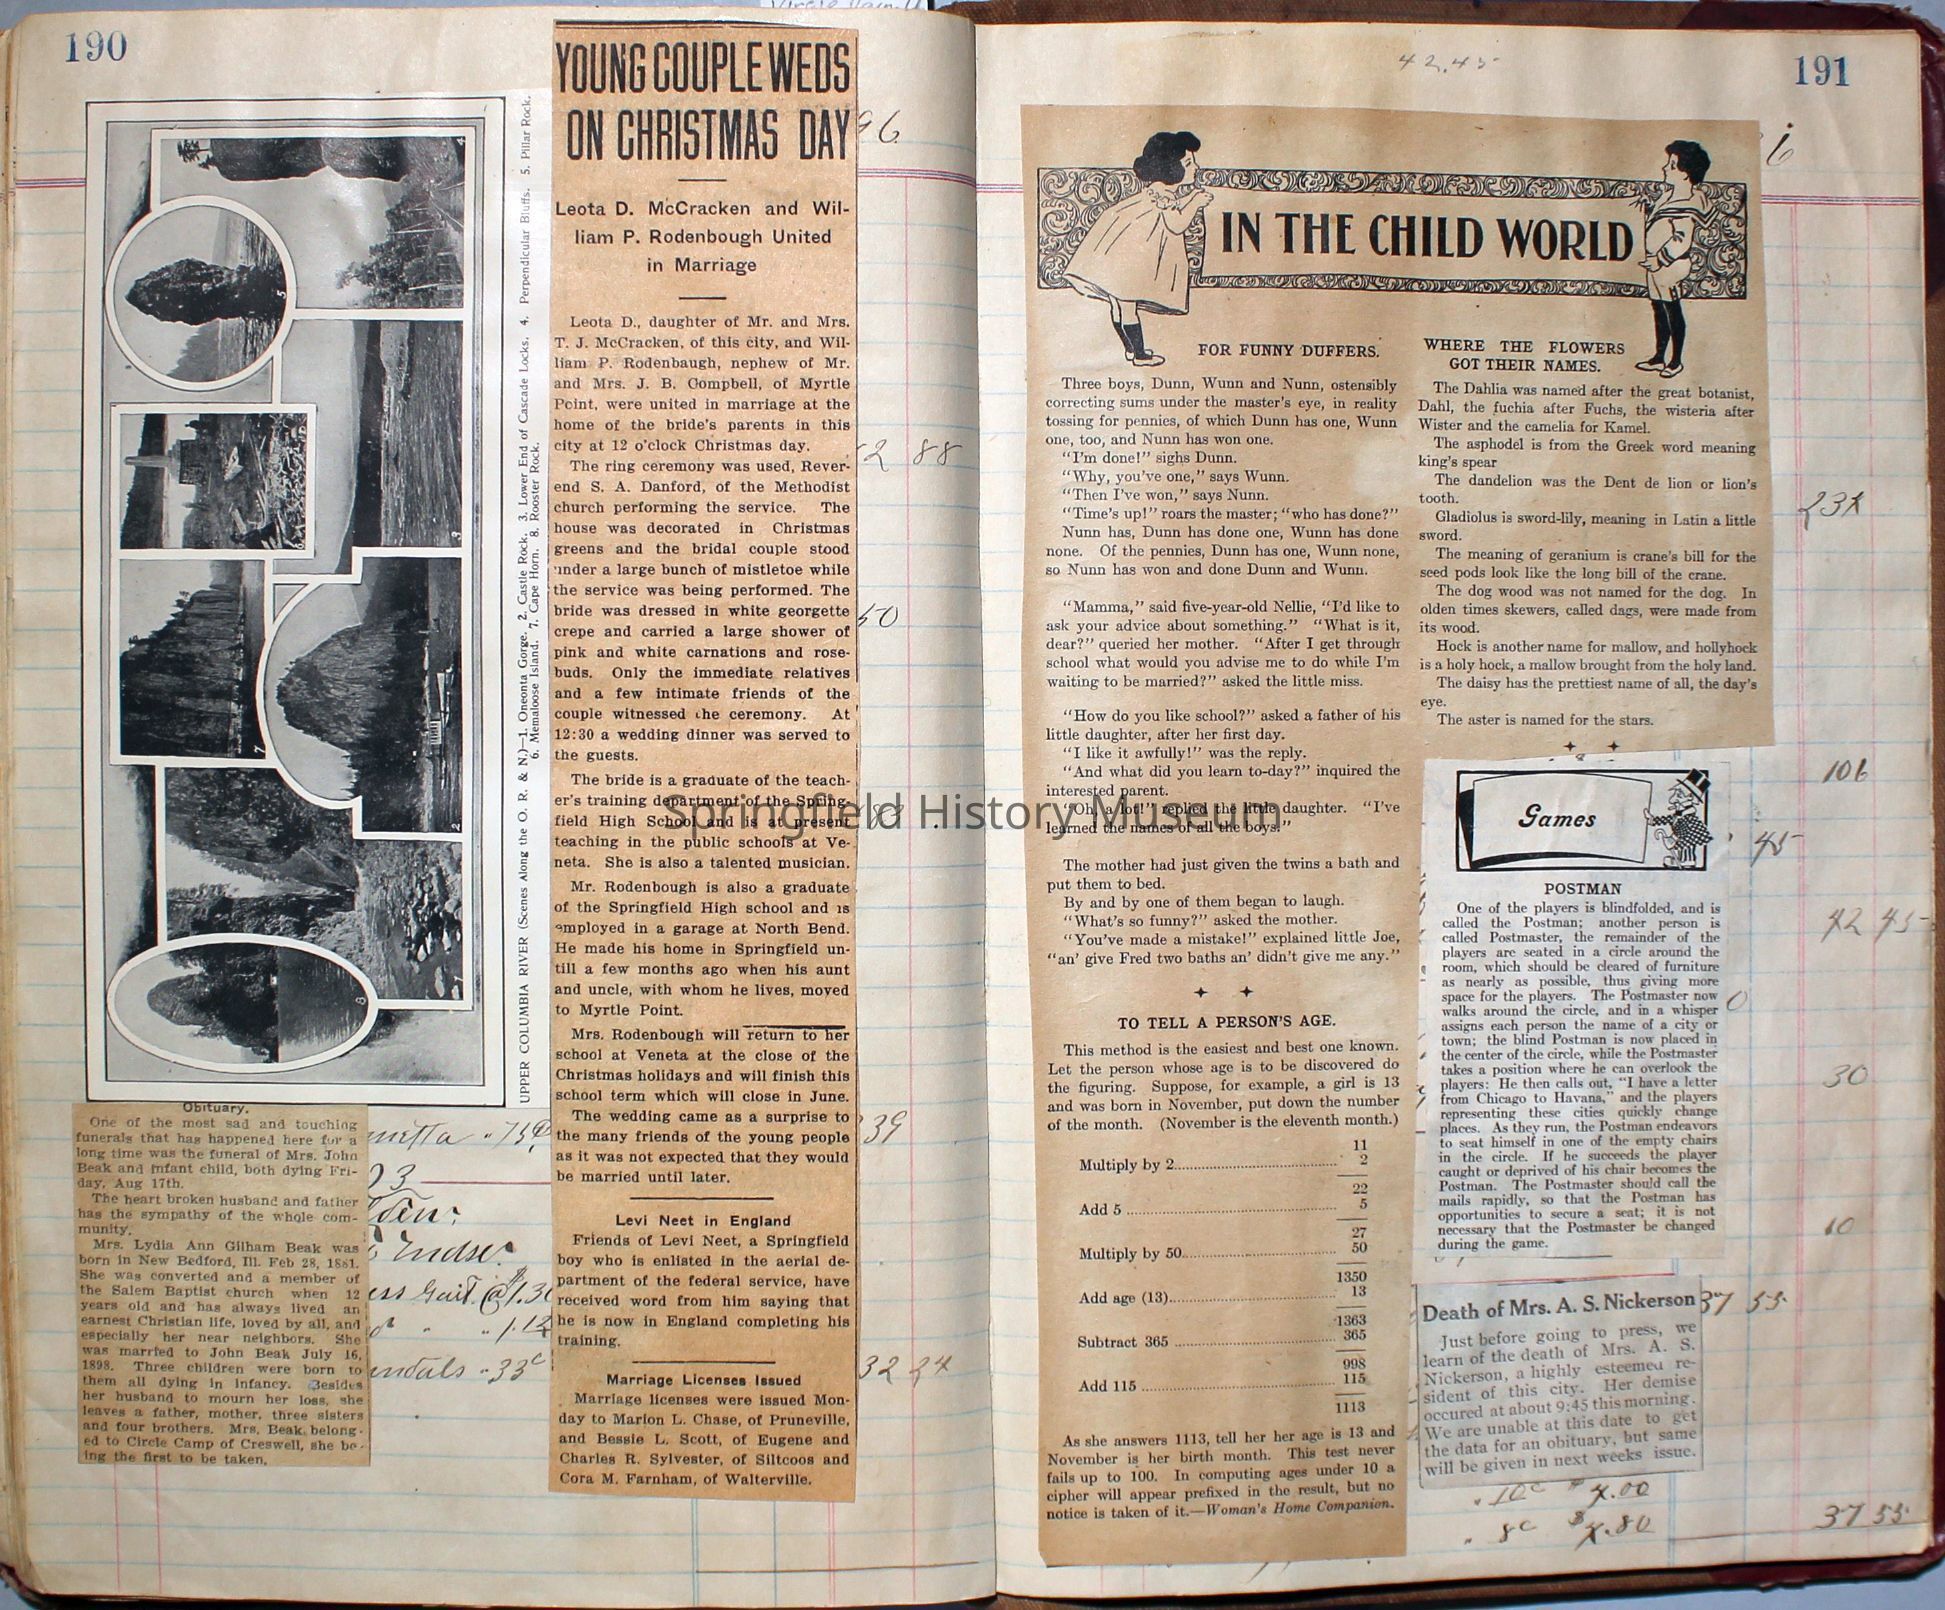 190
UPPER COLUMBIA RIVER (Scenes Along the O. R. & N.)—1. Oneonta Gorge. 2. Castle Rock. 3. Lower End of Cascade Locks. 4. Perpendicular Bluffs. 5. Pillar Rock.
6. Memaloose Island. 7. Cape Horn. 8. Rooster Rock.
Obituary.
One of the most sad and touching
funerals that has happened here for a
long time was the funeral of Mrs. John
Beak and infant child, both dying Fri-
day, Aug 17th.
The heart broken husband and father
has the sympathy of the whole com-
munity.
Mrs. Lydia Ann Gilham Beak was
born in New Bedford, Ill. Feb 28, 1881.
She was converted and a member of
the Salem Baptist church when 12
years old and has always lived an
earnest Christian life, loved by all, and
especially her near neighbors. She
was married to John Beak July 16,
1898. Three children were born to
them all dying in infancy. Besides
her husband to mourn her loss, she
leaves a father, mother, three sisters
and four brothers. Mrs. Beak belong-
ed to Circle Camp of Creswell, she be-
ing the first to be taken.
YOUNG COUPLE WEDS
ON CHRISTMAS DAY
Leota D. McCracken and Wil-
liam P. Rodenbough United
in Marriage
Leota D., daughter of Mr. and Mrs.
T. J. McCracken, of this city, and Wil-
liam P. Rodenbaugh, nephew of Mr.
and Mrs. J. B. Compbell, of Myrtle
Point, were united in marriage at the
home of the bride's parents in this
city at 12 o'clock Christmas day.
The ring ceremony was used, Rever-
end S. A. Danford, of the Methodist
church performing the service. The
house was decorated in Christmas
greens and the bridal couple stood
under a large bunch of mistletoe while
the service was being performed. The
bride was dressed in white georgette
crepe and carried a large shower of
pink and white carnations and rose-
buds. Only the immediate relatives
and a few intimate friends of the
couple witnessed the ceremony. At
12:30 a wedding dinner was served to
the guests.
The bride is a graduate of the teach-
er's training department of the Spring-
field High School and is at present
teaching in the public schools at Ve-
neta. She is also a talented musician.
Mr. Rodenbough is also a graduate
of the Springfield High school and is
employed in a garage at North Bend.
He made his home in Springfield un-
till a few months ago when his aunt
and uncle, with whom he lives, moved
to Myrtle Point.
Mrs. Rodenbough will return to her
school at Veneta at the close of the
Christmas holidays and will finish this
school term which will close in June.
The wedding came as a surprise to
the many friends of the young people
as it was not expected that they would
be married until later.
Levi Neet in England
Friends of Levi Neet, a Springfield
boy who is enlisted in the aerial de-
partment of the federal service, have
received word from him saying that
he is now in England completing his
training.
Marriage Licenses Issued
Marriage licenses were issued Mon-
day to Marion L. Chase, of Pruneville,
and Bessie L. Scott, of Eugene and
Charles R. Sylvester, of Siltcoos and
Cora M. Farnham, of Walterville.
96
88
50
39
32 24
Springfield History Museum
42.45
191
IN THE CHILD WORLD
FOR FUNNY DUFFERS.
Three boys, Dunn, Wunn and Nunn, ostensibly
correcting sums under the master's eye, in reality
tossing for pennies, of which Dunn has one, Wunn
one, too, and Nunn has won one.
"I'm done!" sighs Dunn.
"Why, you've one," says Wunn.
"Then I've won," says Nunn.
"Time's up!" roars the master; "who has done?"
Nunn has, Dunn has done one, Wunn has done
none. Of the pennies, Dunn has one, Wunn none,
so Nunn has won and done Dunn and Wunn.
"Mamma," said five-year-old Nellie, "I'd like to
ask your advice about something." "What is it,
dear?" queried her mother. "After I get through
school what would you advise me to do while I'm
waiting to be married?" asked the little miss.
"How do you like school?" asked a father of his
little daughter, after her first day.
"I like it awfully!" was the reply.
"And what did you learn to-day?" inquired the
interested parent.
"Oh, a lot!" replied the little daughter. "I've
learned the names of all the boys."
The mother had just given the twins a bath and
put them to bed.
By and by one of them began to laugh.
"What's so funny?" asked the mother.
"You've made a mistake!" explained little Joe,
"an' give Fred two baths an' didn't give me any."
TO TELL A PERSON'S AGE.
This method is the easiest and best one known.
Let the person whose age is to be discovered do
the figuring. Suppose, for example, a girl is 13
and was born in November, put down the number
of the month. (November is the eleventh month.)
11
Multiply by 2 2
22
Add 5 5
27
Multiply by 50 50
1350
Add age (13) 13
1363
Subtract 365 365
998
Add 115 115
1113
As she answers 1113, tell her her age is 13 and
November is her birth month. This test never
fails up to 100. In computing ages under 10 a
cipher will appear prefixed in the result, but no
notice is taken of it.—Woman's Home Companion.
WHERE THE FLOWERS
GOT THEIR NAMES.
The Dahlia was named after the great botanist,
Dahl, the fuchia after Fuchs, the wisteria after
Wister and the camelia for Kamel.
The asphodel is from the Greek word meaning
king's spear
The dandelion was the Dent de lion or lion's
tooth.
Gladiolus is sword-lily, meaning in Latin a little
sword.
The meaning of geranium is crane's bill for the
seed pods look like the long bill of the crane.
The dog wood was not named for the dog. In
olden times skewers, called dags, were made from
its wood.
Hock is another name for mallow, and hollyhock
is a holy hock, a mallow brought from the holy land.
The daisy has the prettiest name of all, the day's
eye.
The aster is named for the stars.
Games
POSTMAN
One of the players is blindfolded, and is
called the Postman; another person is
called Postmaster, the remainder of the
players are seated in a circle around the
room, which should be cleared of furniture
as nearly as possible, thus giving more
space for the players. The Postmaster now
walks around the circle, and in a whisper
assigns each person the name of a city or
town; the blind Postman is now placed in
the center of the circle, while the Postmaster
takes a position where he can overlook the
players: He then calls out, "I have a letter
from Chicago to Havana," and the players
representing these cities quickly change
places. As they run, the Postman endeavors
to seat himself in one of the empty chairs
in the circle. If he succeeds the player
caught or deprived of his chair becomes the
Postman. The Postmaster should call the
mails rapidly, so that the Postman has
opportunities to secure a seat; it is not
necessary that the Postmaster be changed
during the game.
Death of Mrs. A. S. Nickerson
Just before going to press, we
learn of the death of Mrs. A. S.
Nickerson, a highly esteemed re-
sident of this city. Her demise
occured at about 9:45 this morning.
We are unable at this date to get
the data for an obituary, but same
will be given in next weeks issue.
106
45
42 45
30
10
37 55
10c 4.00
8c $4.80
37 55